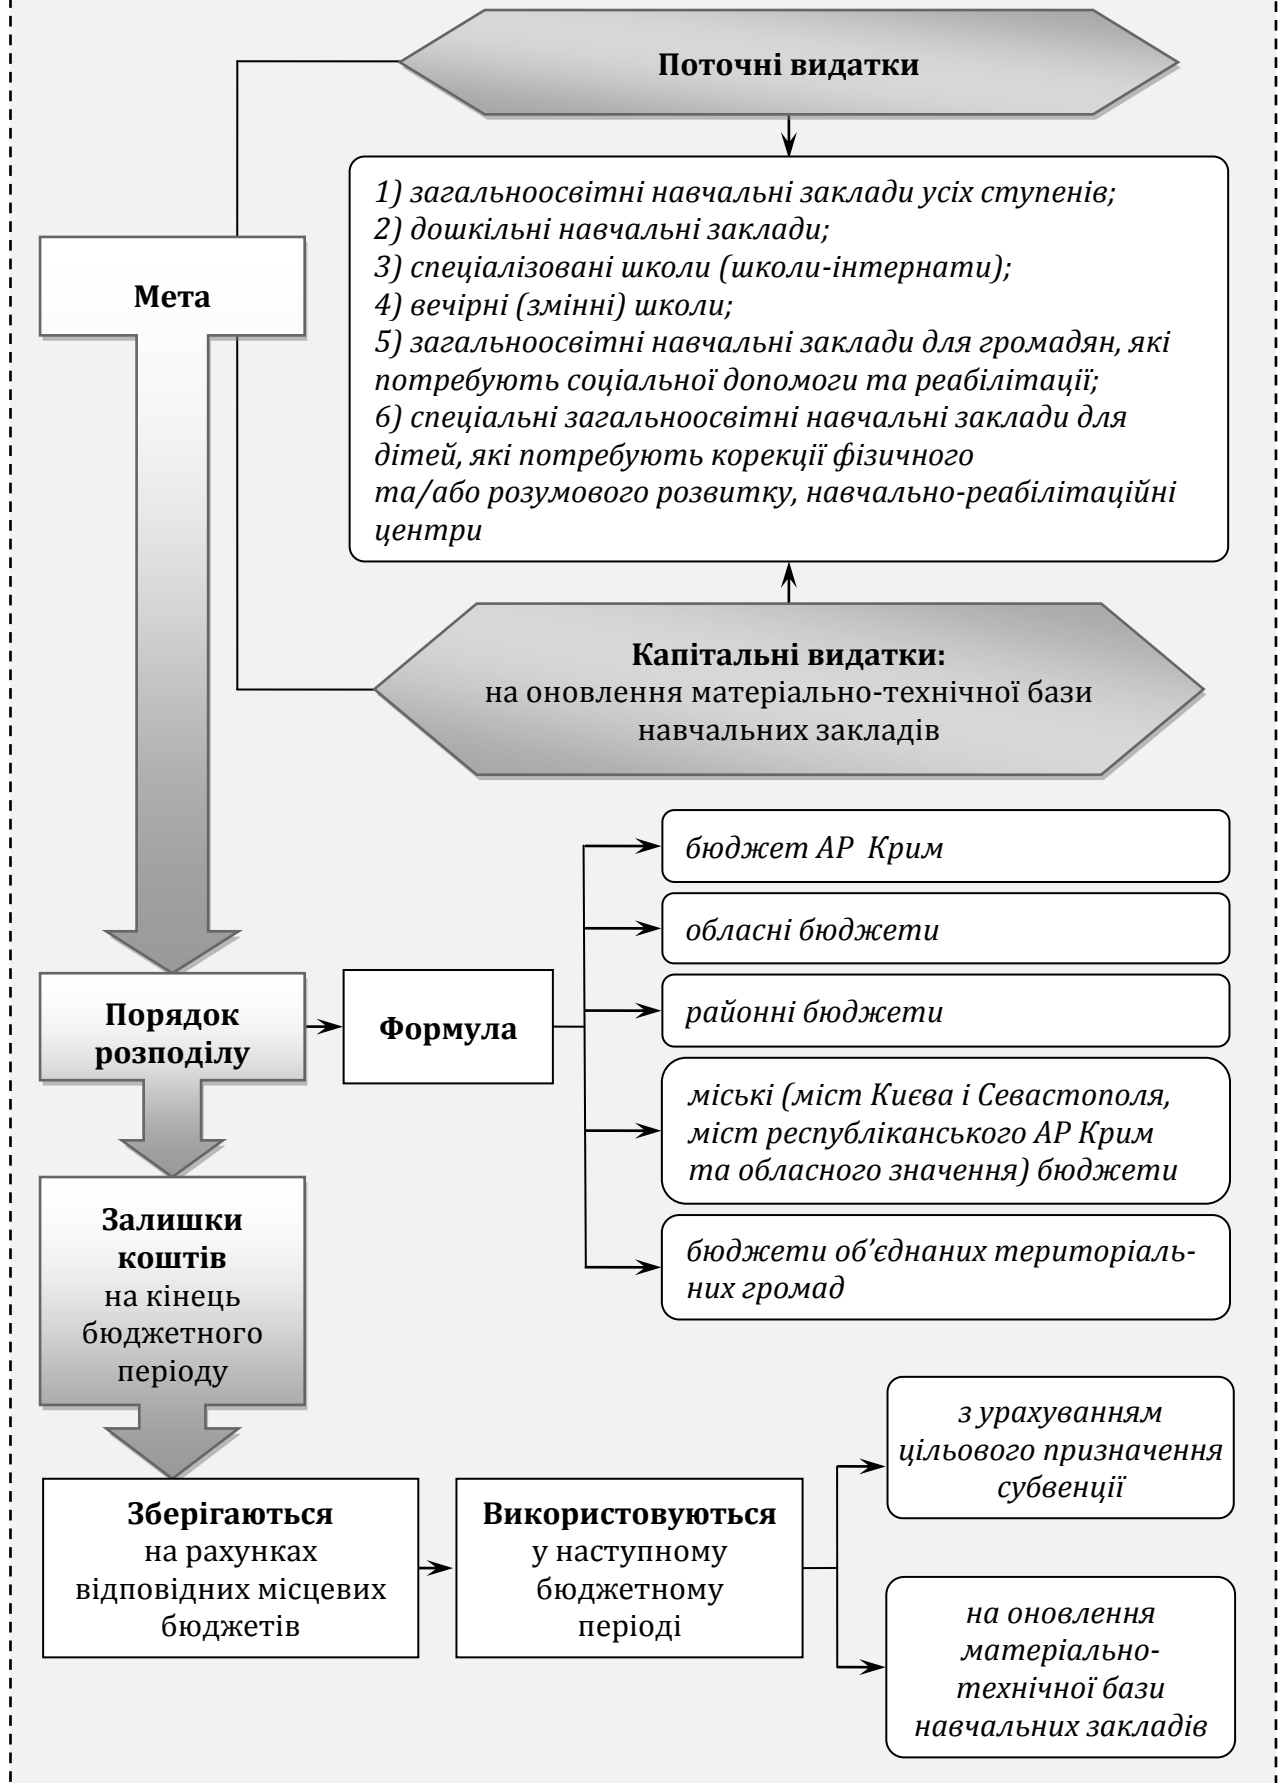 Поточні видатки
1) загальноосвітні навчальні заклади усіх ступенів;
2) дошкільні навчальні заклади;
3) спеціалізовані школи (школи-інтернати);
4) вечірні (змінні) школи;
5) загальноосвітні навчальні заклади для громадян, які
потребують соціальної допомоги та реабілітації;
6) спеціальні загальноосвітні навчальні заклади для
дітей, які потребують корекції фізичного
та/або розумового розвитку, навчально-реабілітаційні
центри
Мета
Капітальні видатки:
на оновлення матеріально-технічної бази
навчальних закладів
Порядок
розподілу
Формула
бюджет АР Крим
обласні бюджети
районні бюджети
міські (міст Києва і Севастополя,
міст республіканського АР Крим
та обласного значення) бюджети
бюджети об’єднаних територіаль-
них громад
Залишки
коштів
на кінець
бюджетного
періоду
Зберігаються
на рахунках
відповідних місцевих
бюджетів
Використовуються
у наступному
бюджетному
періоді
з урахуванням
цільового призначення
субвенції
на оновлення
матеріально-
технічної бази
навчальних закладів